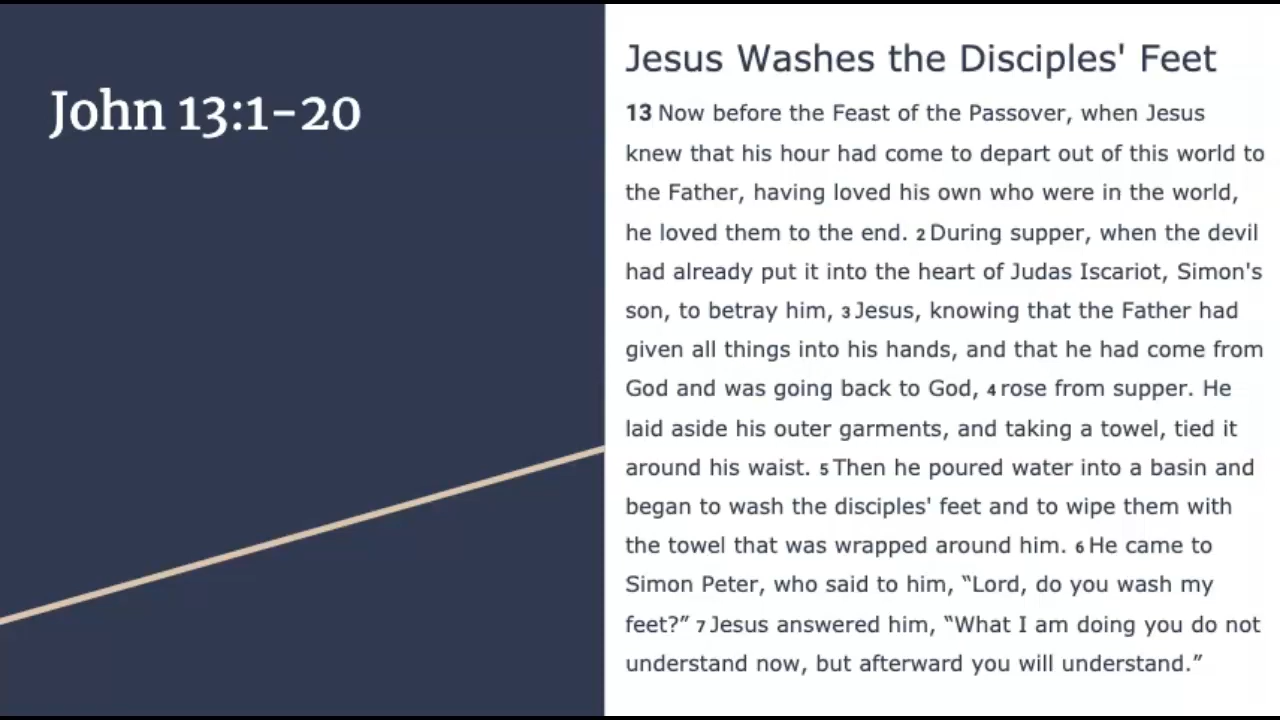 John 13:1-20
Jesus Washes the Disciples' Feet
13 Now before the Feast of the Passover, when Jesus
knew that his hour had come to depart out of this world to
the Father, having loved his own who were in the world,
he loved them to the end. 2 During supper, when the devil
had already put it into the heart of Judas Iscariot, Simon's
son, to betray him, 3 Jesus, knowing that the Father had
given all things into his hands, and that he had come from
God and was going back to God, 4 rose from supper. He
laid aside his outer garments, and taking a towel, tied it
around his waist. 5 Then he poured water into a basin and
began to wash the disciples' feet and to wipe them with
the towel that was wrapped around him. 6 He came to
Simon Peter, who said to him, “Lord, do you wash my
feet?” 7 Jesus answered him, “What I am doing you do not
understand now, but afterward you will understand.”